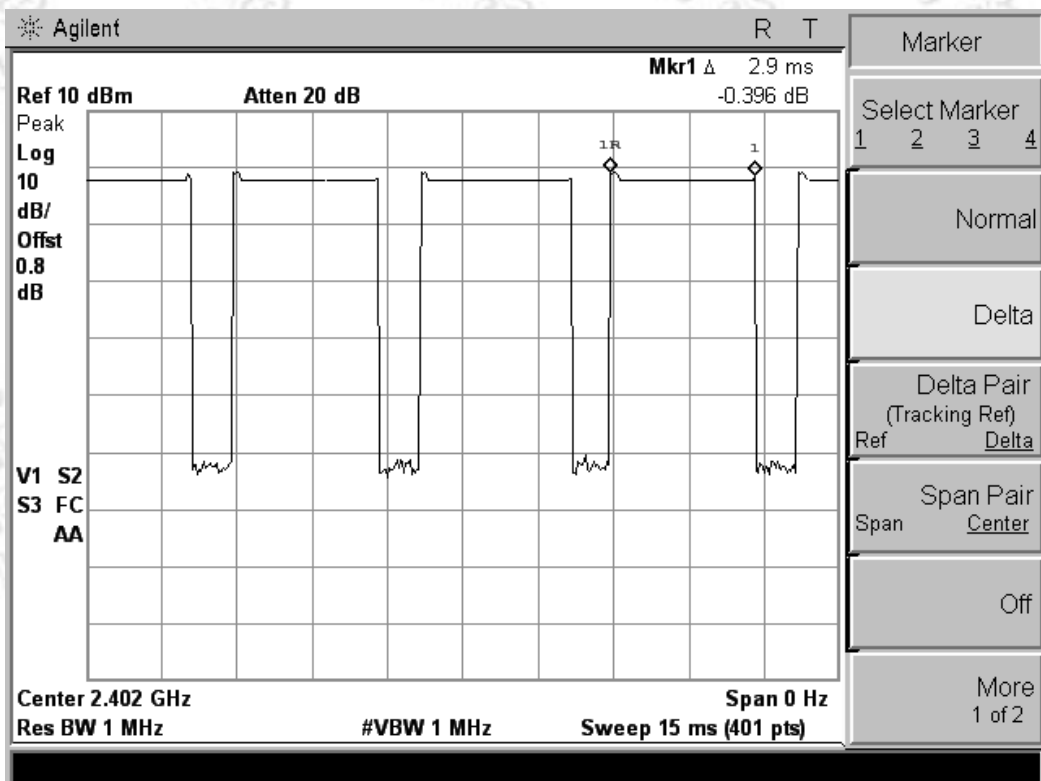 Agilent
R T
Mkr1 Δ 2.9 ms
Ref 10 dBm Atten 20 dB -0.396 dB
Peak
Log
10
dB/
Offset
0.8
dB
1R
1
V1 S2
S3 FC
AA
Center 2.402 GHz Span 0 Hz
Res BW 1 MHz #VBW 1 MHz Sweep 15 ms (401 pts)
Marker
Select Marker
1 2 3 4
Normal
Delta
Delta Pair
(Tracking Ref)
Ref Delta
Span Pair
Span Center
Off
More
1 of 2